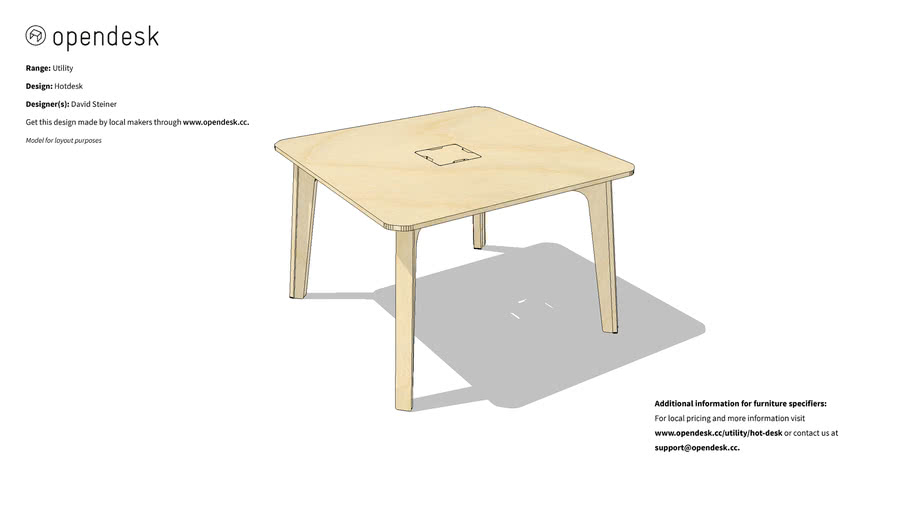 opendesk
Range: Utility
Design: Hotdesk
Designer(s): David Steiner
Get this design made by local makers through www.opendesk.cc.
Model for layout purposes
Additional information for furniture specifiers:
For local pricing and more information visit
www.opendesk.cc/utility/hot-desk or contact us at
support@opendesk.cc.